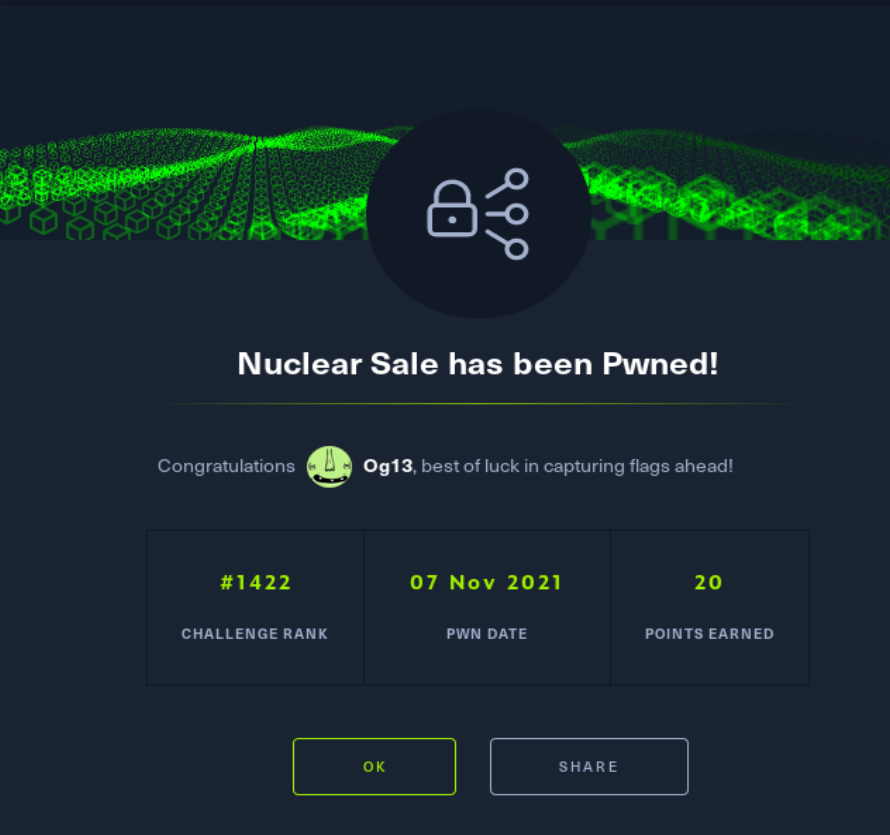 Nuclear Sale has been Pwned!
Congratulations Og13, best of luck in capturing flags ahead!
#1422 07 Nov 2021 20
CHALLENGE RANK PWN DATE POINTS EARNED
OK SHARE